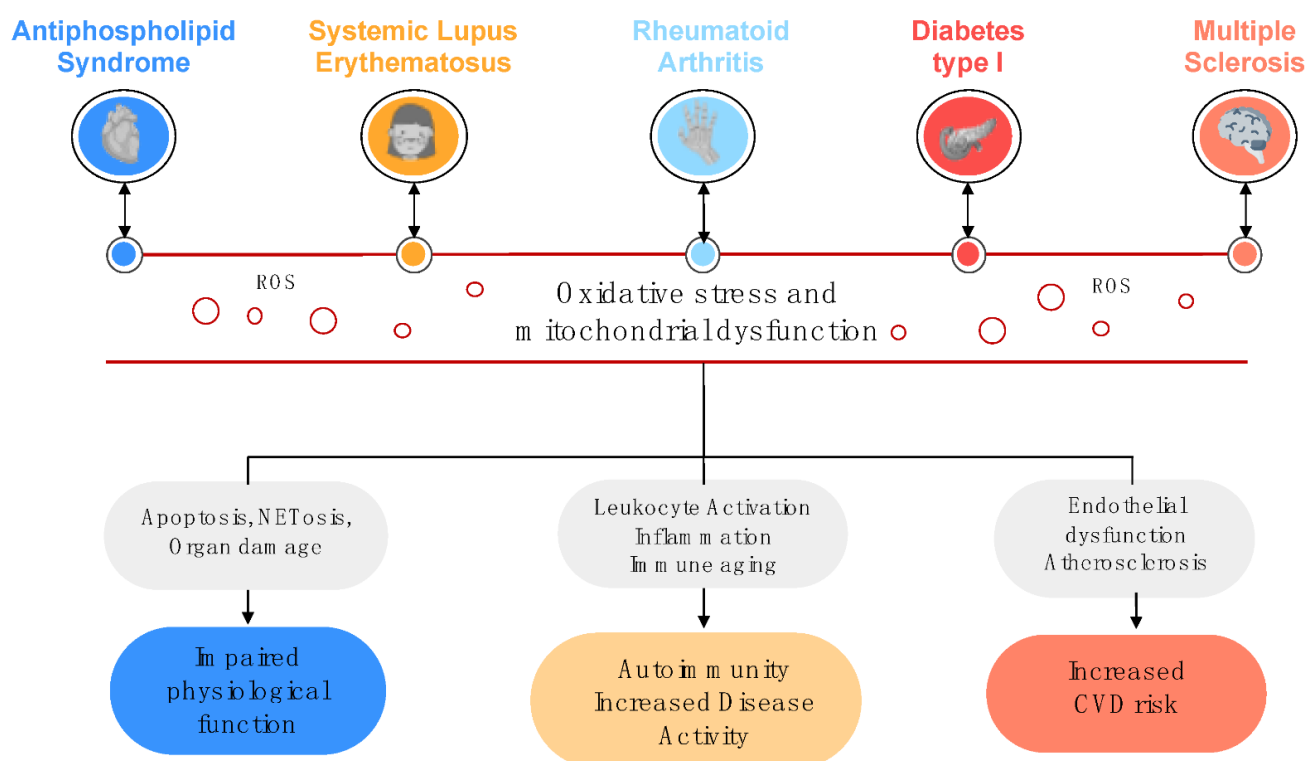 Antiphospholipid
Syndrome
Systemic Lupus
Erythematosus
Rheumatoid
Arthritis
Diabetes
type I
Multiple
Sclerosis
ROS
Oxidative stress and
mitochondrial dysfunction
ROS
Apoptosis, NETosis,
Organ damage
Leukocyte Activation
Inflammation
Immune aging
Endothelial
dysfunction
Atherosclerosis
Impaired
physiological
function
Autoimmunity
Increased Disease
Activity
Increased
CVD risk